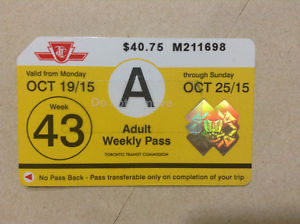 TTC
$40.75 M211698
Valid from Monday
OCT 19/15
A
through Sunday
OCT 25/15
Week
43
Adult
Weekly Pass
TORONTO TRANSIT COMMISSION
No Pass Back - Pass transferable only on completion of your trip